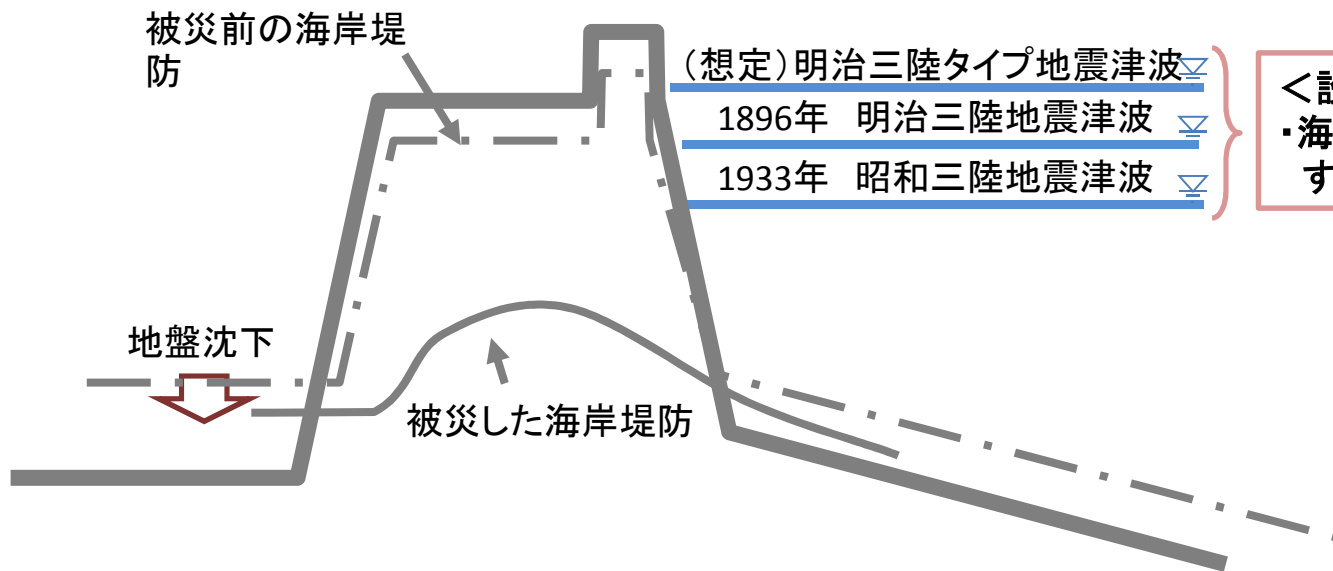 被災前の海岸堤
防
(想定)明治三陸タイプ地震津波
1896年 明治三陸地震津波
1933年 昭和三陸地震津波
・海
す
地盤沈下
被災した海岸堤防